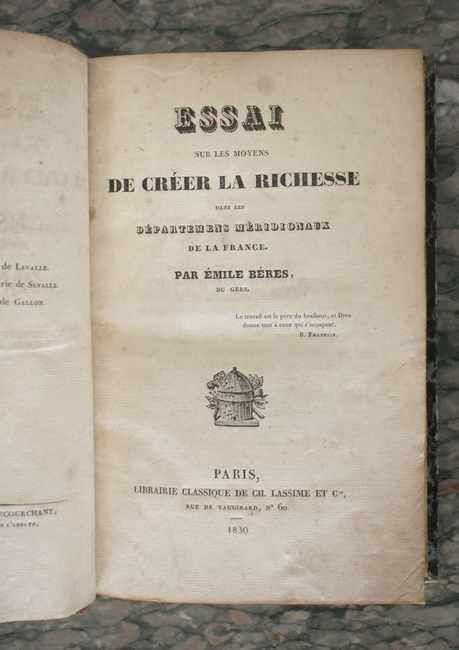 de Lavalle.
rie de Sévalle.
de Gallon
ECOURCHANT,
ESSAI
SUR LES MOYENS
DE CRÉER LA RICHESSE
DANS LES
DÉPARTEMENS MÉRIDIONAUX
DE LA FRANCE.
PAR ÉMILE BÉRES,
DU GERS.
Le travail est le père du bonheur, et Dieu
donne tout à ceux qui s'occupent.
B. Franklin.
PARIS,
LIBRAIRIE CLASSIQUE DE CH. LASSIME ET Cie,
RUE DE VAUGIRARD, N° 60.
1830